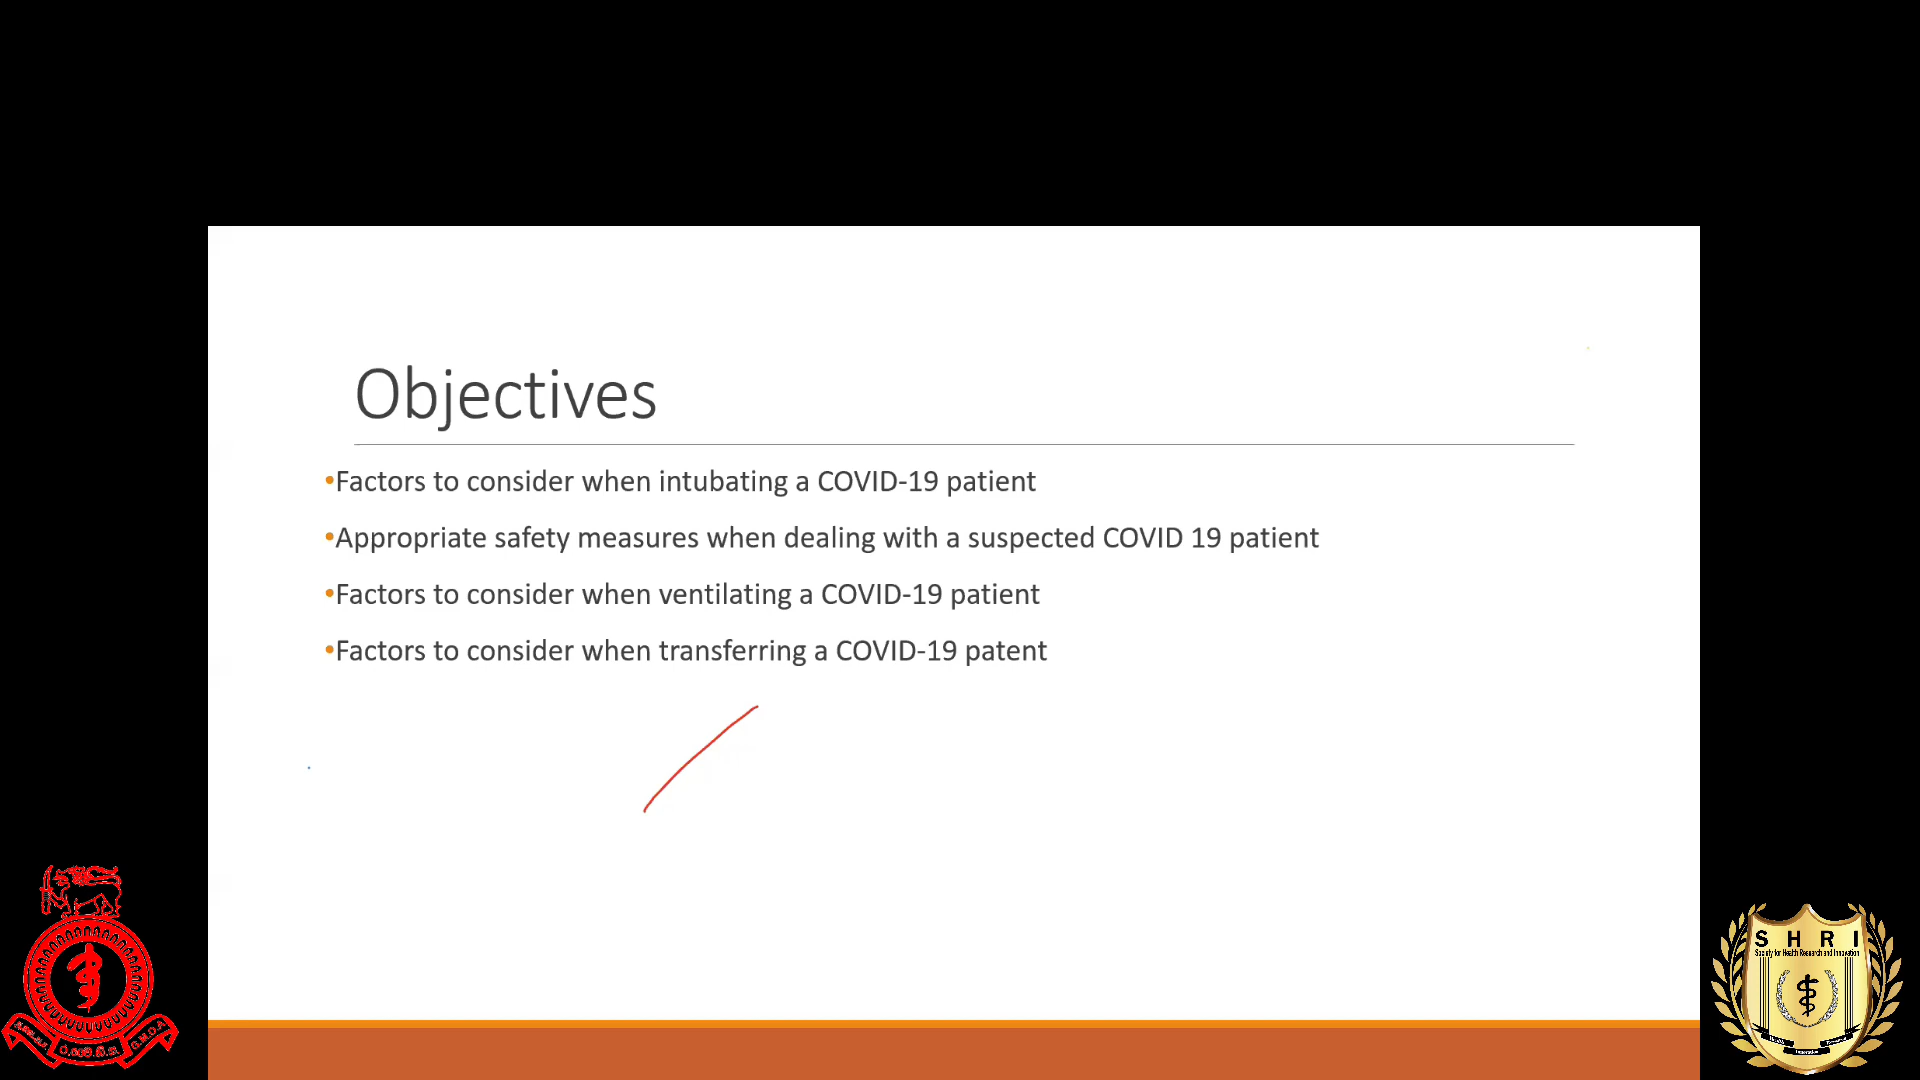 Objectives
•Factors to consider when intubating a COVID-19 patient
•Appropriate safety measures when dealing with a suspected COVID 19 patient
•Factors to consider when ventilating a COVID-19 patient
•Factors to consider when transferring a COVID-19 patent
G.M.O.A
SHRI
Society for Health Research and Innovation
Innovation